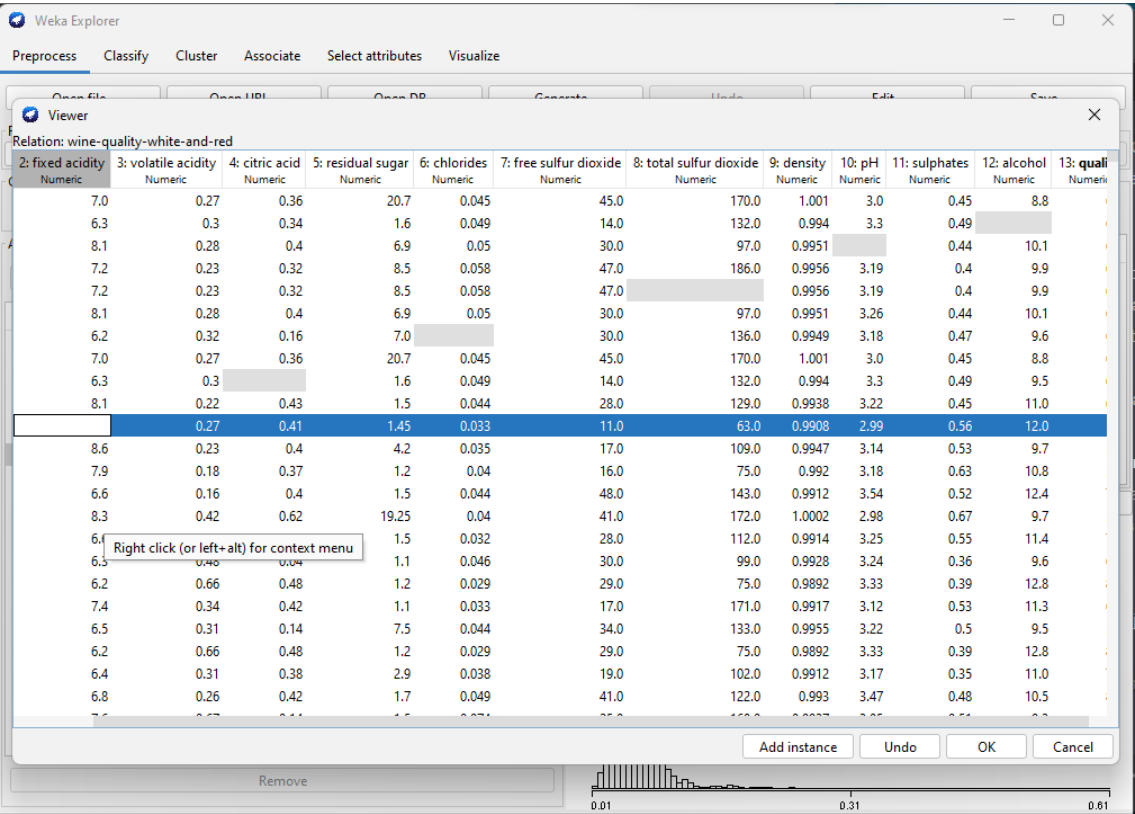 Weka Explorer
Preprocess Classify Cluster Associate Select attributes Visualize
Open file Open URL Open DB Generate Undo Edit Save
Viewer
Relation: wine-quality-white-and-red
2: fixed acidity 3: volatile acidity 4: citric acid 5: residual sugar 6: chlorides 7: free sulfur dioxide 8: total sulfur dioxide 9: density 10: pH 11: sulphates 12: alcohol 13: quali
Numeric Numeric Numeric Numeric Numeric Numeric Numeric Numeric Numeric Numeric Numeric Numeric
7.0 0.27 0.36 20.7 0.045 45.0 170.0 1.001 3.0 0.45 8.8
6.3 0.3 0.34 1.6 0.049 14.0 132.0 0.994 3.3 0.49
8.1 0.28 0.4 6.9 0.05 30.0 97.0 0.9951 0.44 10.1
7.2 0.23 0.32 8.5 0.058 47.0 186.0 0.9956 3.19 0.4 9.9
7.2 0.23 0.32 8.5 0.058 47.0 0.9956 3.19 0.4 9.9
8.1 0.28 0.4 6.9 0.05 30.0 97.0 0.9951 3.26 0.44 10.1
6.2 0.32 0.16 7.0 30.0 136.0 0.9949 3.18 0.47 9.6
7.0 0.27 0.36 20.7 0.045 45.0 170.0 1.001 3.0 0.45 8.8
6.3 0.3 1.6 0.049 14.0 132.0 0.994 3.3 0.49 9.5
8.1 0.22 0.43 1.5 0.044 28.0 129.0 0.9938 3.22 0.45 11.0
0.27 0.41 1.45 0.033 11.0 63.0 0.9908 2.99 0.56 12.0
8.6 0.23 0.4 4.2 0.035 17.0 109.0 0.9947 3.14 0.53 9.7
7.9 0.18 0.37 1.2 0.04 16.0 75.0 0.992 3.18 0.63 10.8
6.6 0.16 0.4 1.5 0.044 48.0 143.0 0.9912 3.54 0.52 12.4
8.3 0.42 0.62 19.25 0.04 41.0 172.0 1.0002 2.98 0.67 9.7
1.5 0.032 28.0 112.0 0.9914 3.25 0.55 11.4
Right click (or left+alt) for context menu
6.3 0.48 0.04 1.1 0.046 30.0 99.0 0.9928 3.24 0.36 9.6
6.2 0.66 0.48 1.2 0.029 29.0 75.0 0.9892 3.33 0.39 12.8
7.4 0.34 0.42 1.1 0.033 17.0 171.0 0.9917 3.12 0.53 11.3
6.5 0.31 0.14 7.5 0.044 34.0 133.0 0.9955 3.22 0.5 9.5
6.2 0.66 0.48 1.2 0.029 29.0 75.0 0.9892 3.33 0.39 12.8
6.4 0.31 0.38 2.9 0.038 19.0 102.0 0.9912 3.17 0.35 11.0
6.8 0.26 0.42 1.7 0.049 41.0 122.0 0.993 3.47 0.48 10.5
Add instance Undo OK Cancel
Remove
0.01 0.31 0.61